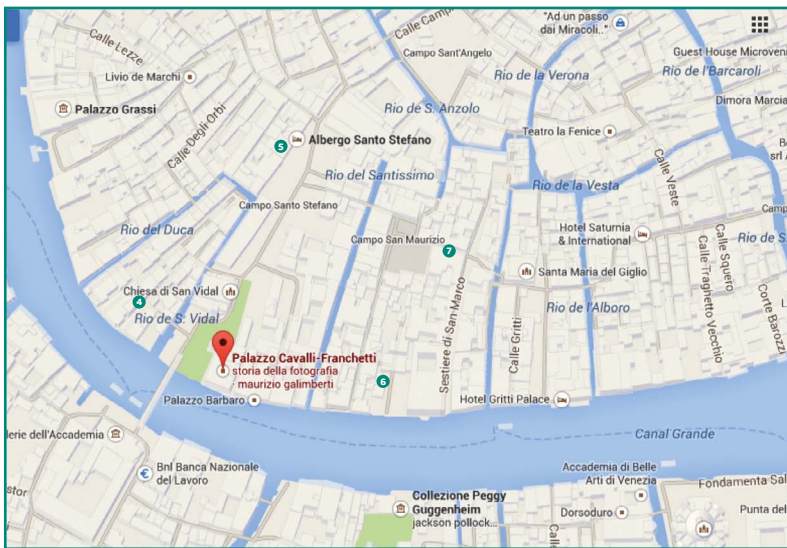 "Ad un passo
dai Miracoli.."
Calle Lezze
Campo Sant'Angelo
Guest House Microveni
Livio de Marchi
Rio de la Verona
Rio de l'Barcaroli
Palazzo Grassi
Rio de S. Anzolo
Dimora Marcia
Calle Degli Orbi
Teatro la Fenice
5
Albergo Santo Stefano
srl
Rio del Santissimo
Calle Veste
Rio de la Vesta
Campo Santo Stefano
Rio del Duca
Campo San Maurizio
Hotel Saturnia
& International
Rio de S.
7
Santa Maria del Giglio
Calle Squero
Calle Traghetto Vecchio
Corte Barozzi
Chiesa di San Vidal
4
Rio de S. Vidal
Rio de l'Alboro
Sestiere di San Marco
Calle Gritti
Palazzo Cavalli-Franchetti
storia della fotografia
maurizio galimberti
6
Palazzo Barbaro
Hotel Gritti Palace
lerie dell'Accademia
Canal Grande
Bnl Banca Nazionale
del Lavoro
€
Accademia di Belle
Arti di Venezia
Fondamenta Sal
stor
Collezione Peggy
Guggenheim
jackson pollock...
Dorsoduro
Punta del
Calle